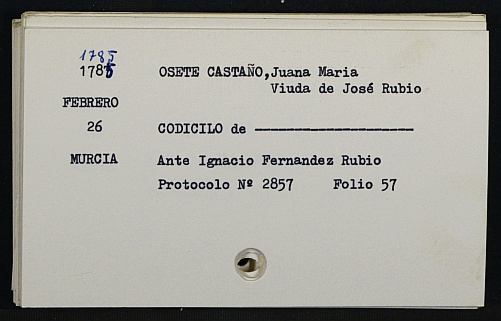 1785
1785 OSETE CASTAÑO, Juana Maria
Viuda de José Rubio
FEBRERO
26 CODICILO de --------------------
MURCIA Ante Ignacio Fernandez Rubio
Protocolo Nº 2857 Folio 57